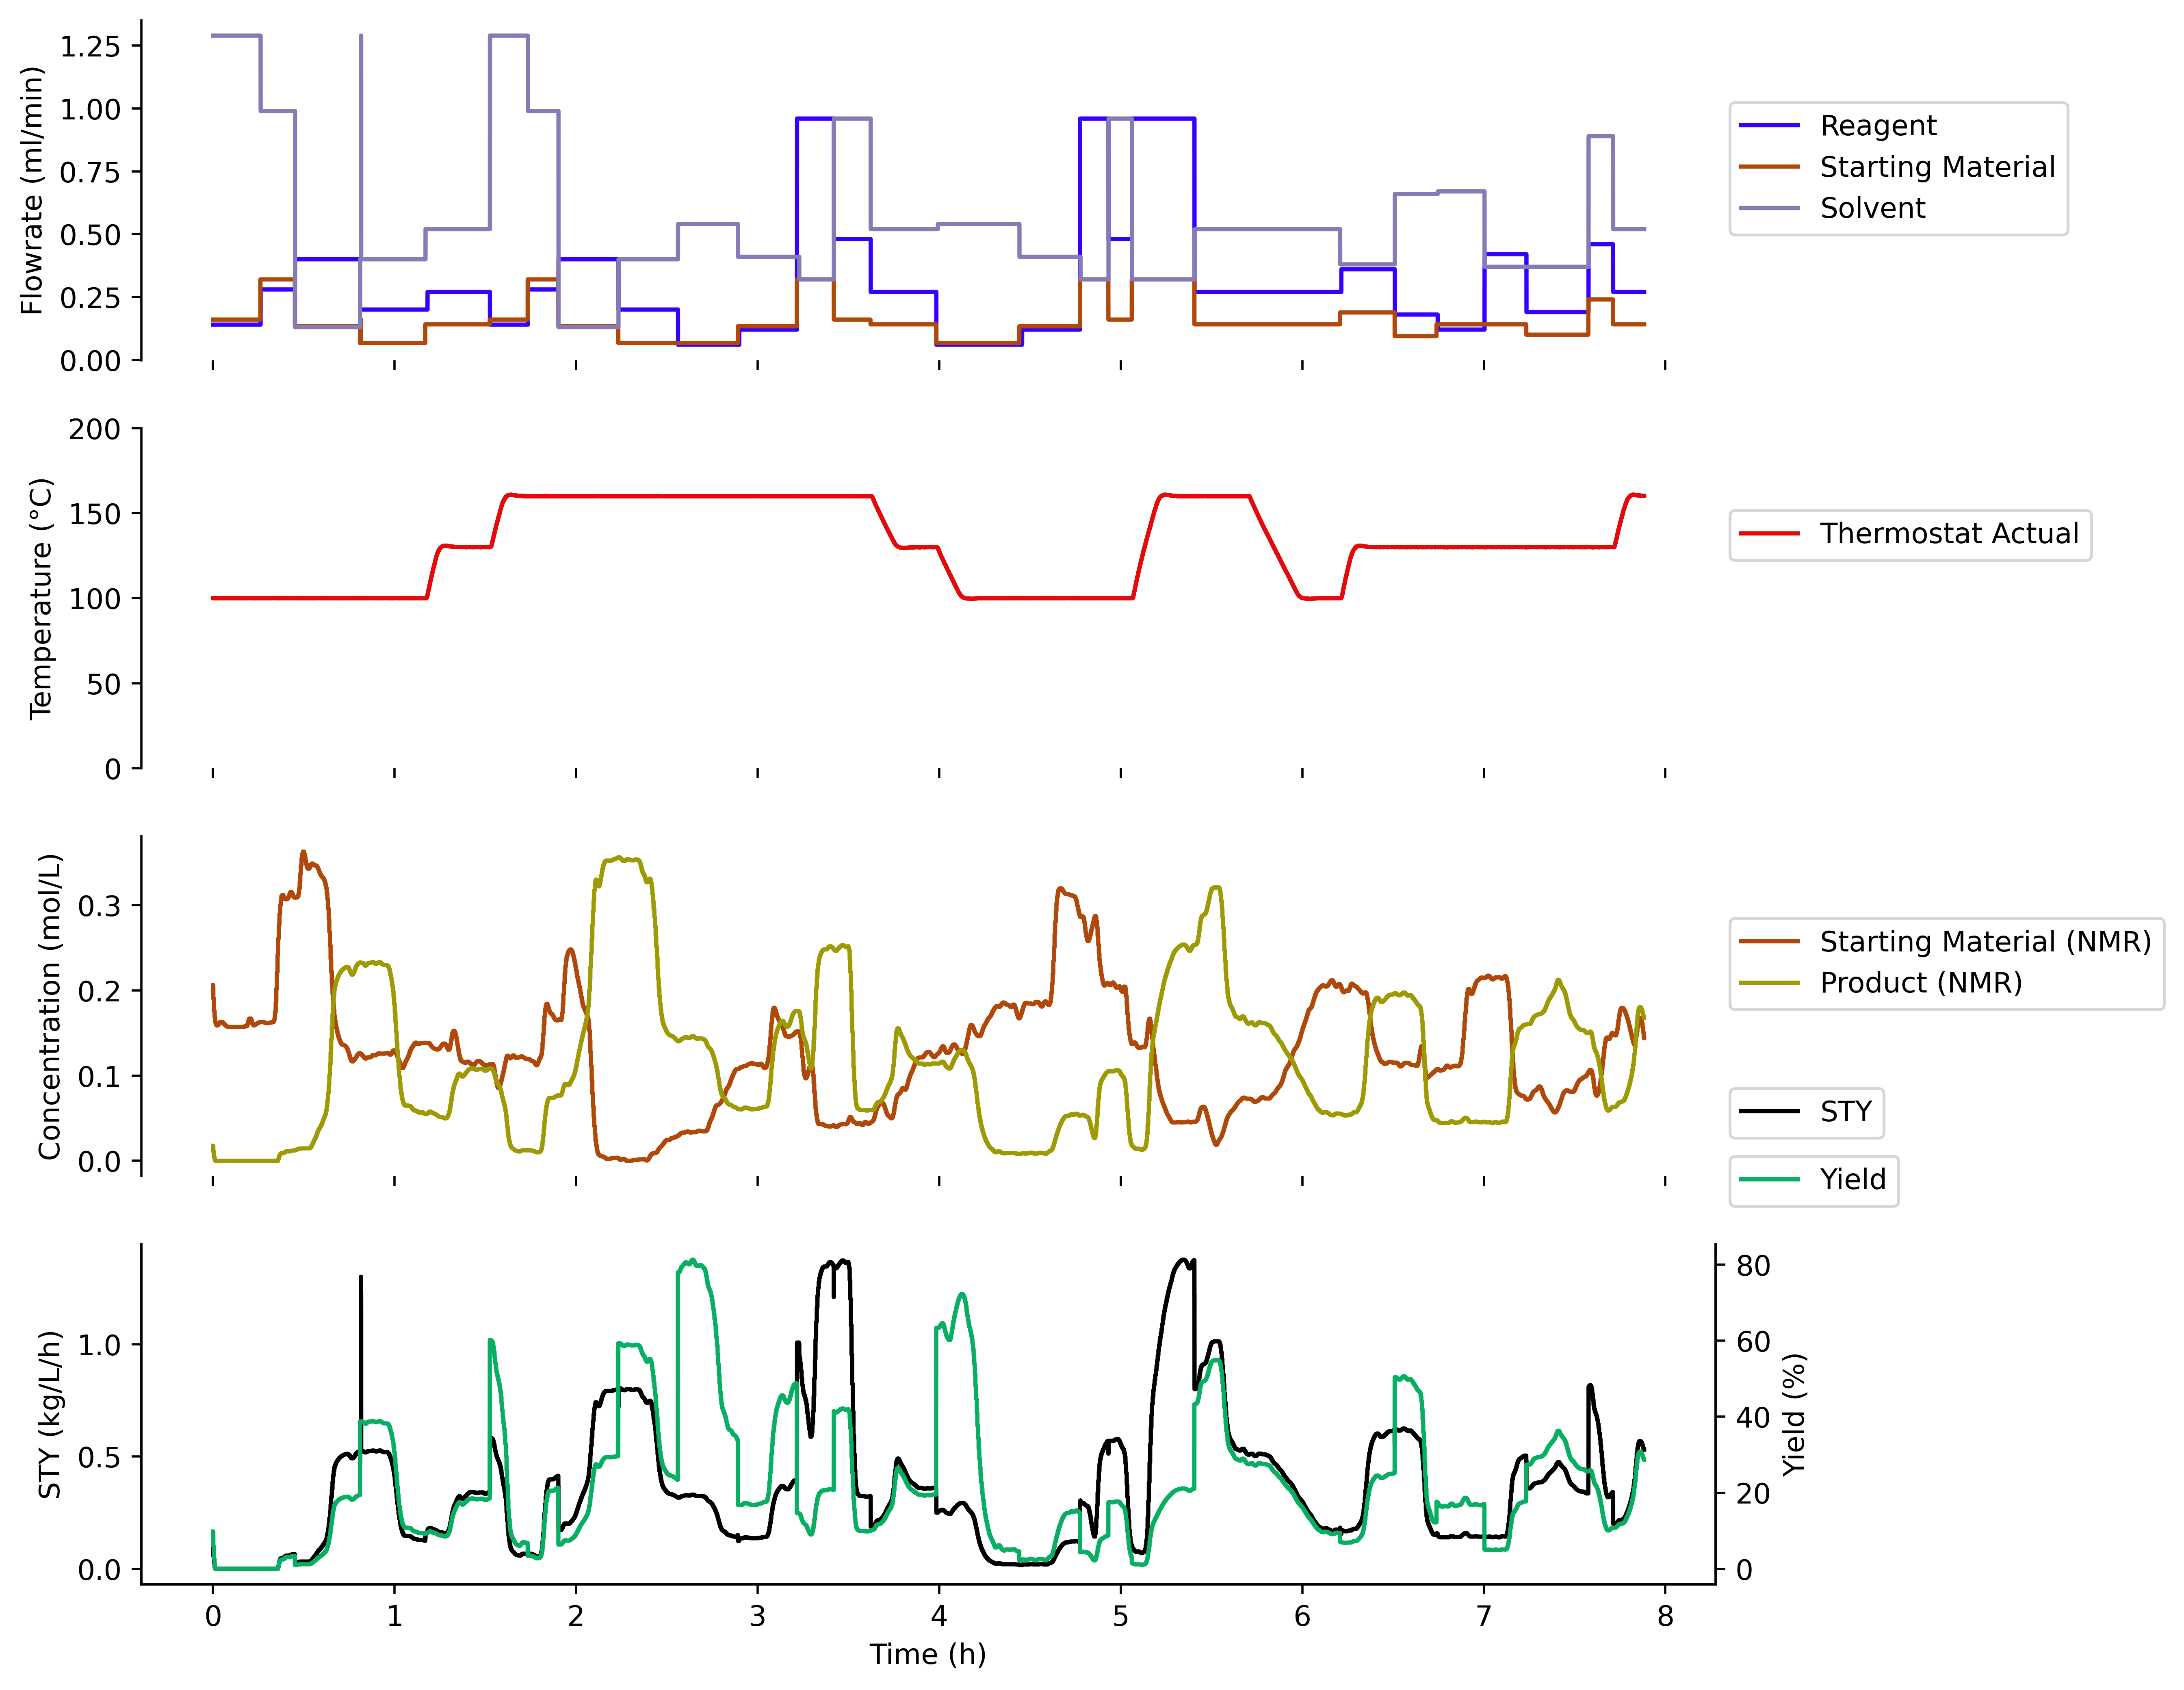 Flowrate (ml/min)
1.25
1.00
0.75
0.50
0.25
0.00
Reagent
Starting Material
Solvent
Temperature (°C)
200
150
100
50
0
Thermostat Actual
Concentration (mol/L)
0.3
0.2
0.1
0.0
Starting Material (NMR)
Product (NMR)
STY
Yield
STY (kg/L/h)
1.0
0.5
0.0
80
60
40
20
0
Yield (%)
0 1 2 3 4 5 6 7 8
Time (h)